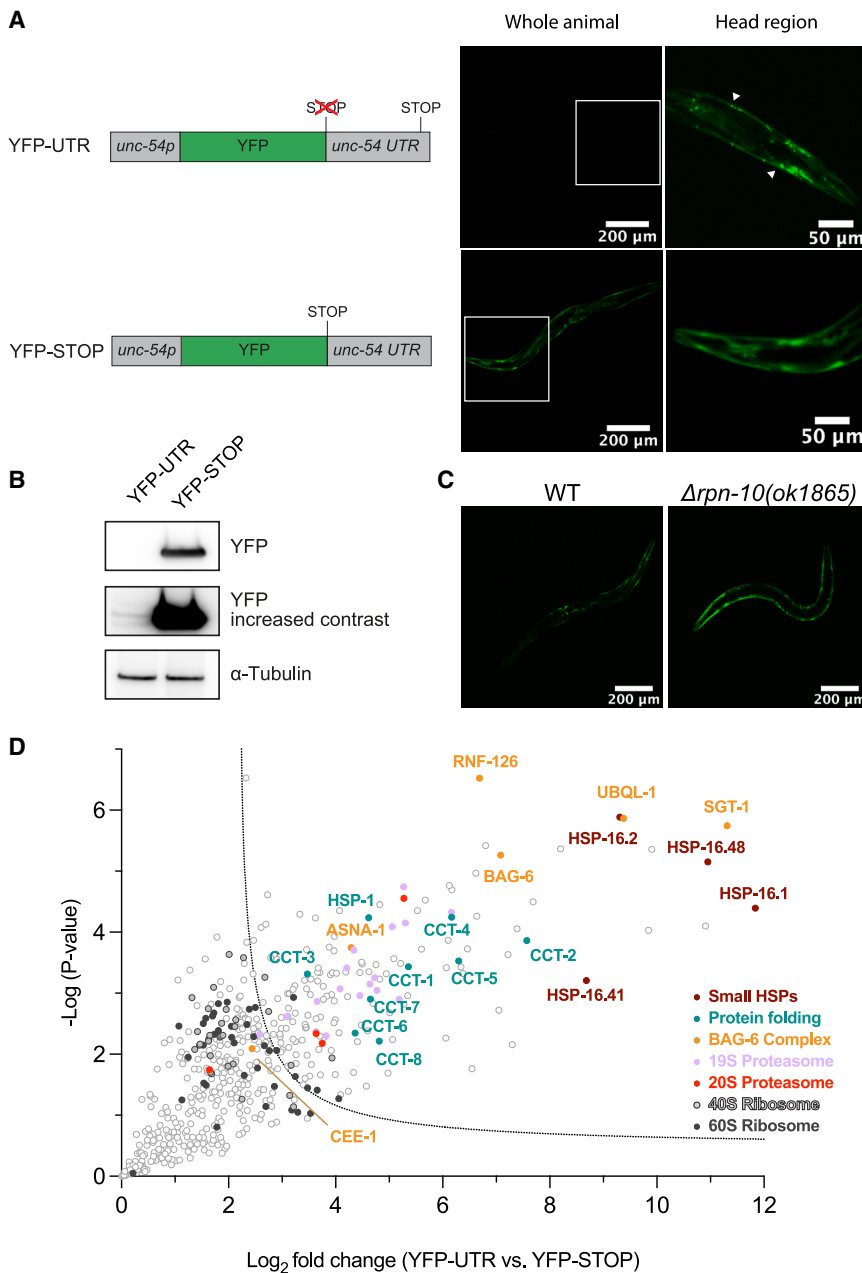 A
Whole animal
Head region
STOP
STOP
YFP-UTR
unc-54p
YFP
unc-54 UTR
200 µm
50 µm
STOP
YFP-STOP
unc-54p
YFP
unc-54 UTR
200 µm
50 µm
B
YFP-UTR
YFP-STOP
YFP
YFP
increased contrast
α-Tubulin
C
WT
Δrpn-10(ok1865)
200 µm
200 µm
D
RNF-126
UBQL-1
SGT-1
HSP-16.2
HSP-16.48
BAG-6
HSP-16.1
HSP-1
ASNA-1
CCT-4
CCT-2
CCT-3
CCT-1
CCT-5
HSP-16.41
CCT-7
CCT-6
CCT-8
CEE-1
Small HSPs
Protein folding
BAG-6 Complex
19S Proteasome
20S Proteasome
40S Ribosome
60S Ribosome
-Log (P-value)
6
4
2
0
0
2
4
6
8
10
12
Log2 fold change (YFP-UTR vs. YFP-STOP)